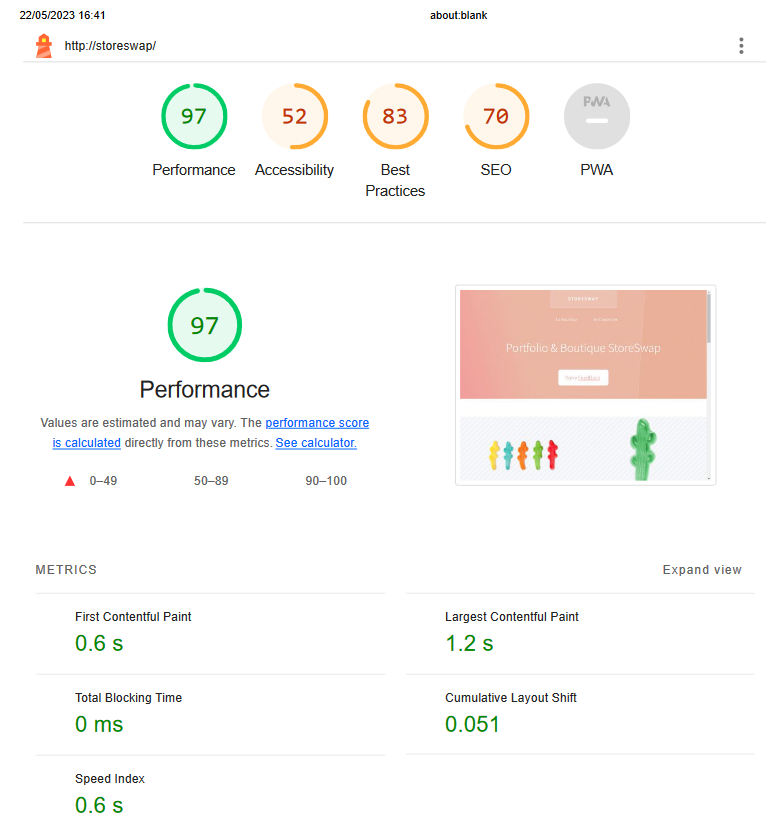 22/05/2023 16:41
about:blank
http://storeswap/
97
52
83
70
PWA
Performance
Accessibility
Best
Practices
SEO
PWA
97
Performance
Values are estimated and may vary. The performance score
is calculated directly from these metrics. See calculator.
0–49
50–89
90–100
STORESWAP
Portfolio & Boutique StoreSwap
METRICS
Expand view
First Contentful Paint
0.6 s
Largest Contentful Paint
1.2 s
Total Blocking Time
0 ms
Cumulative Layout Shift
0.051
Speed Index
0.6 s